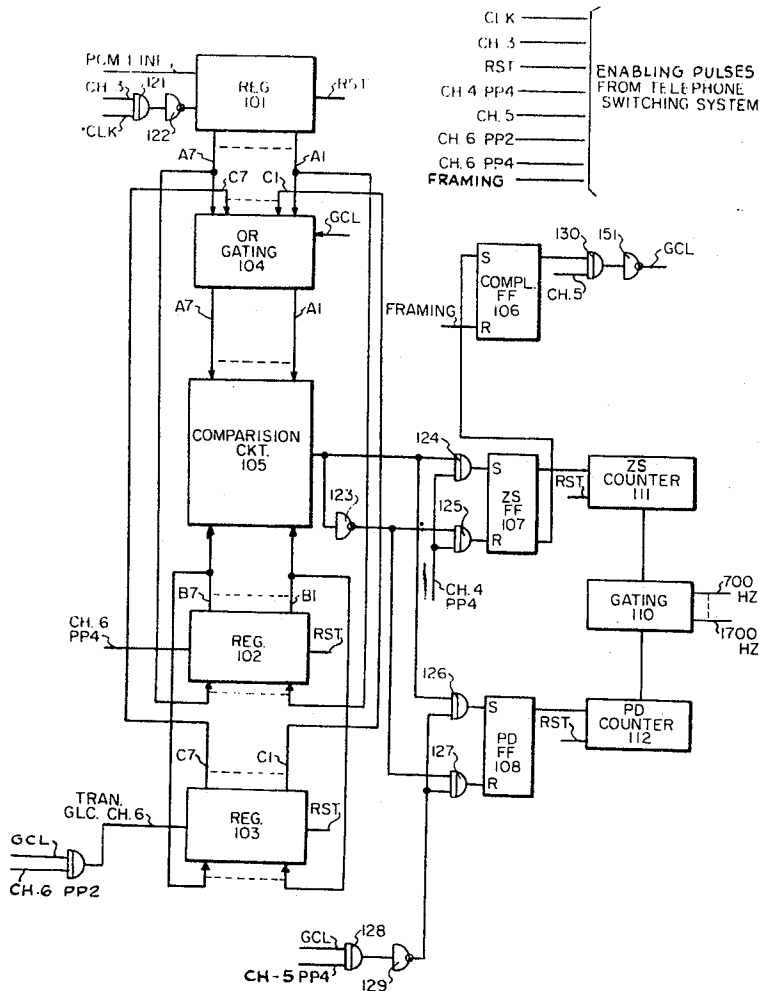 CLK
CH. 3
RST
CH 4 PP4
CH. 5
CH. 6 PP2
CH. 6 PP4
FRAMING
ENABLING PULSES
FROM TELEPHONE
SWITCHING SYSTEM
PCM LINE
CH. 3
121
CLK
122
REG
101
RST
A7
A1
C7
C1
OR
GATING
104
GCL
A7
A1
COMPARISION
CKT.
105
S
COMPL.
FF
106
R
FRAMING
130
151
CH.5
GCL
124
125
123
S
ZS
FF
107
R
CH. 4
PP4
RST
ZS
COUNTER
111
GATING
110
700
HZ
1700
HZ
B7
B1
CH. 6
PP4
REG.
102
RST
126
127
S
PD
FF
108
R
RST
PD
COUNTER
112
C7
C1
TRAN.
GLC. CH.6
REG.
103
RST
GCL
CH.6 PP2
GCL
128
CH-5 PP4
129